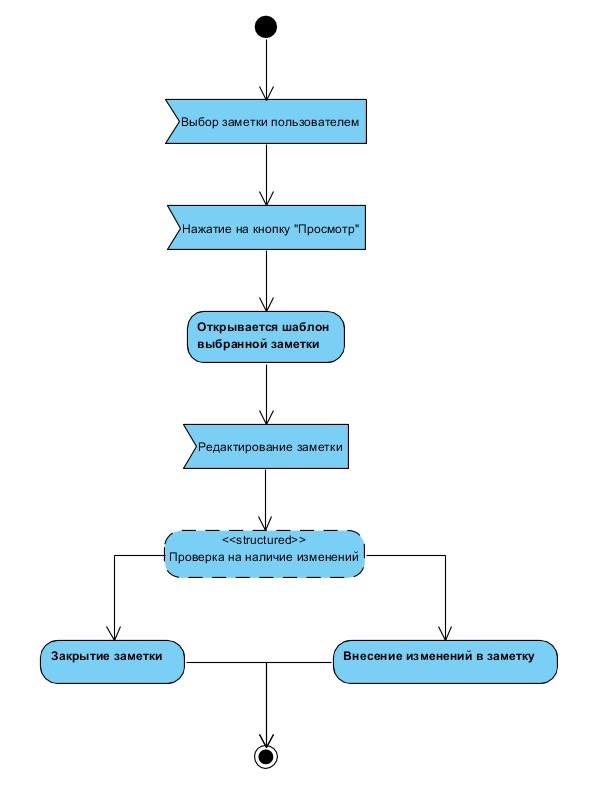 Выбор заметки пользователем
Нажатие на кнопку "Просмотр"
Открывается шаблон
выбранной заметки
Редактирование заметки
<<structured>>
Проверка на наличие изменений
Закрытие заметки
Внесение изменений в заметку